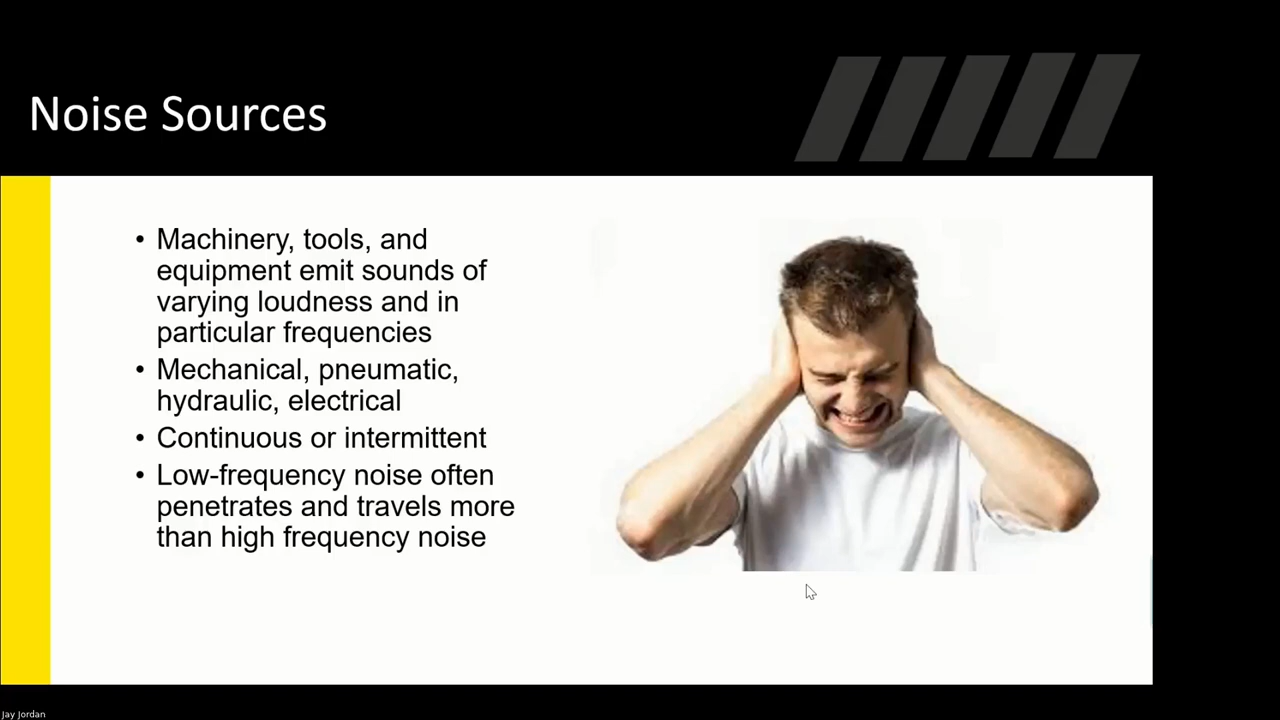 Noise Sources
• Machinery, tools, and
equipment emit sounds of
varying loudness and in
particular frequencies
• Mechanical, pneumatic,
hydraulic, electrical
• Continuous or intermittent
• Low-frequency noise often
penetrates and travels more
than high frequency noise
Jay Jordan